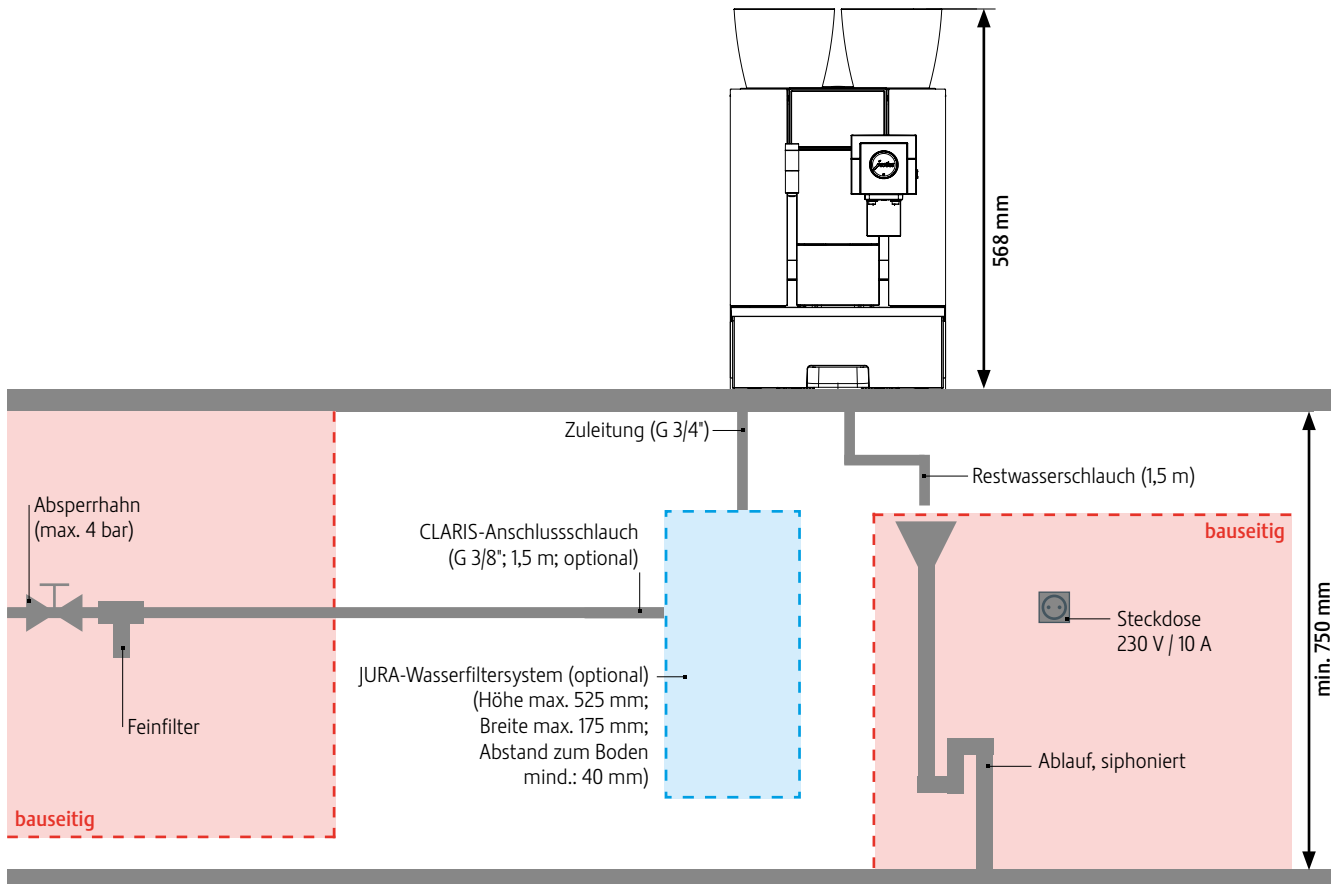 jura
568 mm
Zuleitung (G 3/4")
Restwasserschlauch (1,5 m)
Absperrhahn
(max. 4 bar)
CLARIS-Anschlussschlauch
(G 3/8"; 1,5 m; optional)
bauseitig
Steckdose
230 V / 10 A
min. 750 mm
JURA-Wasserfiltersystem (optional)
(Höhe max. 525 mm;
Breite max. 175 mm;
Abstand zum Boden
mind.: 40 mm)
Feinfilter
Ablauf, siphoniert
bauseitig